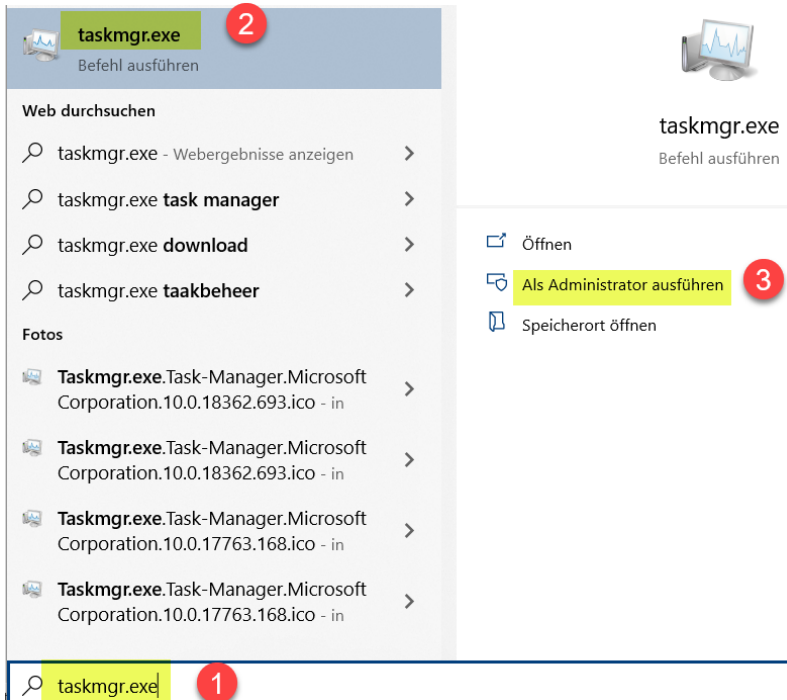 taskmgr.exe
2
Befehl ausführen
Web durchsuchen
taskmgr.exe - Webergebnisse anzeigen
taskmgr.exe task manager
taskmgr.exe download
taskmgr.exe taakbeheer
Fotos
Taskmgr.exe.Task-Manager.Microsoft
Corporation.10.0.18362.693.ico - in
Taskmgr.exe.Task-Manager.Microsoft
Corporation.10.0.18362.693.ico - in
Taskmgr.exe.Task-Manager.Microsoft
Corporation.10.0.17763.168.ico - in
Taskmgr.exe.Task-Manager.Microsoft
Corporation.10.0.17763.168.ico - in
taskmgr.exe
1
taskmgr.exe
Befehl ausführen
Öffnen
Als Administrator ausführen
3
Speicherort öffnen